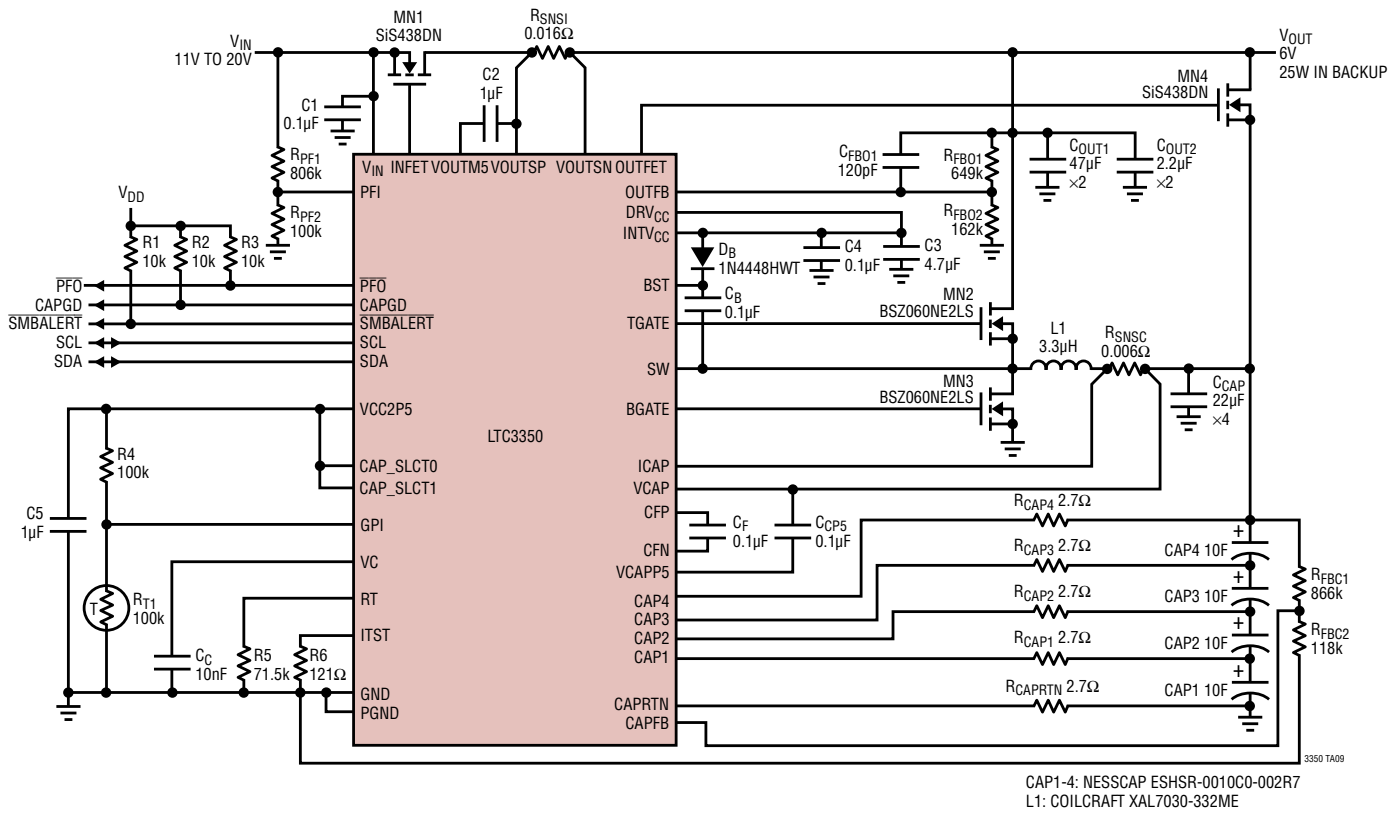 MN1
SiS438DN
RSNSI
0.016Ω
VIN
11V TO 20V
VOUT
6V
25W IN BACKUP
C1
0.1µF
C2
1µF
MN4
SiS438DN
RPF1
806k
RPF2
100k
VIN INFET VOUTM5 VOUTSP VOUTSN OUTFET
PFI
CFBO1
120pF
RFBO1
649k
COUT1
47µF
×2
COUT2
2.2µF
×2
OUTFB
DRVCC
INTVCC
RFBO2
162k
VDD
R1
10k
R2
10k
R3
10k
DB
1N4448HWT
C4
0.1µF
C3
4.7µF
PFO
PFO
BST
CAPGD
CAPGD
CB
0.1µF
MN2
BSZ060NE2LS
SMBALERT
SMBALERT
TGATE
SCL
SCL
SDA
SDA
SW
L1
3.3µH
RSNSC
0.006Ω
MN3
BSZ060NE2LS
CCAP
22µF
×4
VCC2P5
BGATE
LTC3350
R4
100k
CAP_SLCT0
CAP_SLCT1
ICAP
VCAP
C5
1µF
GPI
CFP
CF
0.1µF
CCP5
0.1µF
CFN
VC
VCAPP5
RCAP4 2.7Ω
RCAP3 2.7Ω
RCAP2 2.7Ω
RCAP1 2.7Ω
RCAPRTN 2.7Ω
+
CAP4 10F
+
CAP3 10F
+
CAP2 10F
+
CAP1 10F
RFBC1
866k
RFBC2
118k
T
RT1
100k
RT
CAP4
CAP3
CAP2
CAP1
ITST
CC
10nF
R5
71.5k
R6
121Ω
GND
PGND
CAPRTN
CAPFB
3350 TA09
CAP1-4: NESSCAP ESHSR-0010C0-002R7
L1: COILCRAFT XAL7030-332ME